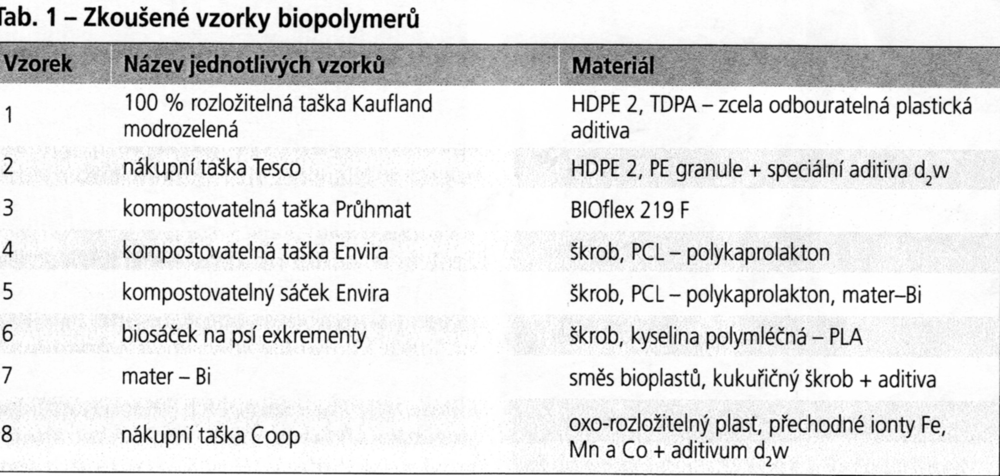 Tab. 1 – Zkoušené vzorky biopolymerů
Vzorek Název jednotlivých vzorků Materiál
1 100 % rozložitelná taška Kaufland modrozelená HDPE 2, TDPA – zcela odbouratelná plastická aditiva
2 nákupní taška Tesco HDPE 2, PE granule + speciální aditiva d₂w
3 kompostovatelná taška Průhmat BIOflex 219 F
4 kompostovatelná taška Envira škrob, PCL – polykaprolakton
5 kompostovatelný sáček Envira škrob, PCL – polykaprolakton, mater–Bi
6 biosáček na psí exkrementy škrob, kyselina polymléčná – PLA
7 mater – Bi směs bioplastů, kukuřičný škrob + aditiva
8 nákupní taška Coop oxo-rozložitelný plast, přechodné ionty Fe, Mn a Co + aditivum d₂w